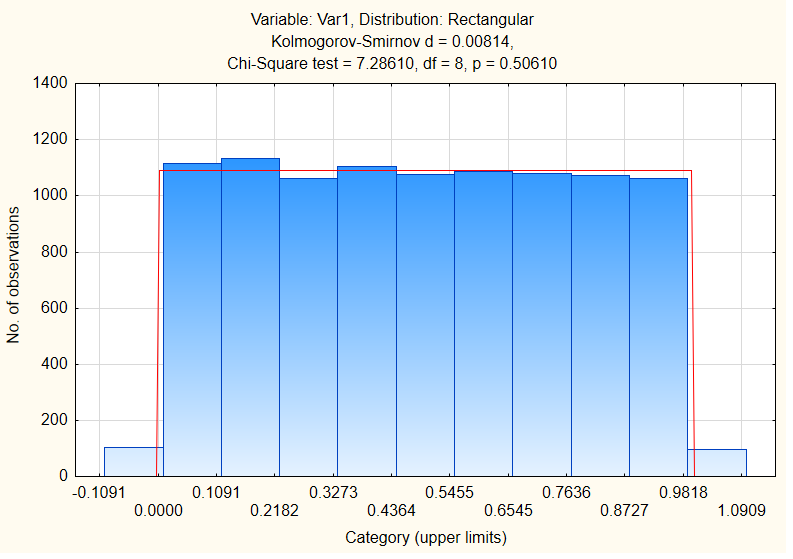 Variable: Var1, Distribution: Rectangular
Kolmogorov-Smirnov d = 0.00814,
Chi-Square test = 7.28610, df = 8, p = 0.50610
No. of observations
1400
1200
1000
800
600
400
200
0
-0.1091 0.1091 0.3273 0.5455 0.7636 0.9818
0.0000 0.2182 0.4364 0.6545 0.8727 1.0909
Category (upper limits)